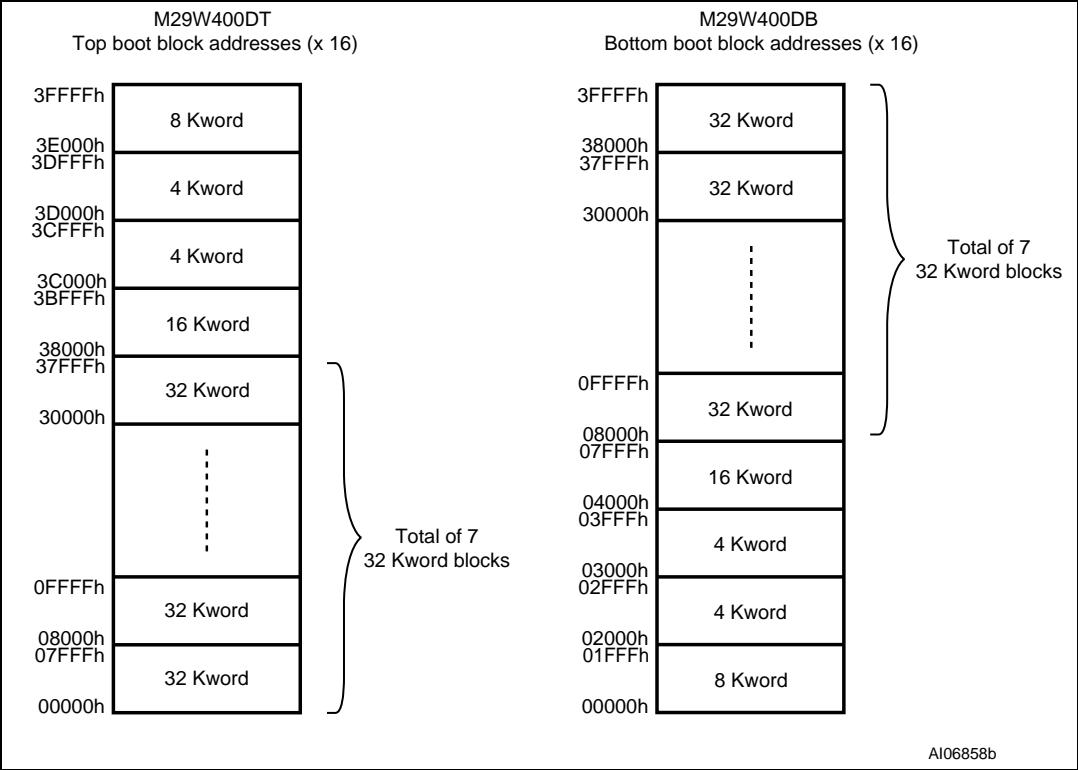 M29W400DT
Top boot block addresses (x 16)
3FFFFh
8 Kword
3E000h
3DFFFh
4 Kword
3D000h
3CFFFh
4 Kword
3C000h
3BFFFh
16 Kword
38000h
37FFFh
32 Kword
30000h
Total of 7
32 Kword blocks
0FFFFh
32 Kword
08000h
07FFFh
32 Kword
00000h
M29W400DB
Bottom boot block addresses (x 16)
3FFFFh
32 Kword
38000h
37FFFh
32 Kword
30000h
Total of 7
32 Kword blocks
0FFFFh
32 Kword
08000h
07FFFh
16 Kword
04000h
03FFFh
4 Kword
03000h
02FFFh
4 Kword
02000h
01FFFh
8 Kword
00000h
AI06858b